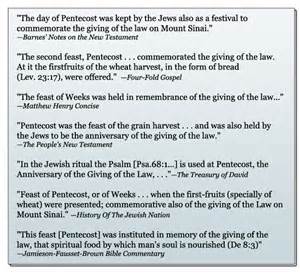 "The day of Pentecost was kept by the Jews also as a festival to
commemorate the giving of the law on Mount Sinai."
—Barnes' Notes on the New Testament
"The second feast, Pentecost . . . commemorated the giving of the law.
At it the firstfruits of the wheat harvest, in the form of bread
(Lev. 23:17), were offered." —Four-Fold Gospel
"The feast of Weeks was held in remembrance of the giving of the law..."
—Matthew Henry Concise
"Pentecost was the feast of the grain harvest . . . and was also held
by the Jews to be the anniversary of the giving of the law."
—The People's New Testament
"In the Jewish ritual the Psalm [Psa.68:1...] is used at Pentecost, the
Anniversary of the Giving of the Law, . . ."—The Treasury of David
"Feast of Pentecost, or of Weeks . . . when the first-fruits (specially of
wheat) were presented; commemorative also of the giving of the Law on
Mount Sinai." —History Of The Jewish Nation
"This feast [Pentecost] was instituted in memory of the giving of the
law, that spiritual food by which man's soul is nourished (De 8:3)"
—Jamieson-Fausset-Brown Bible Commentary